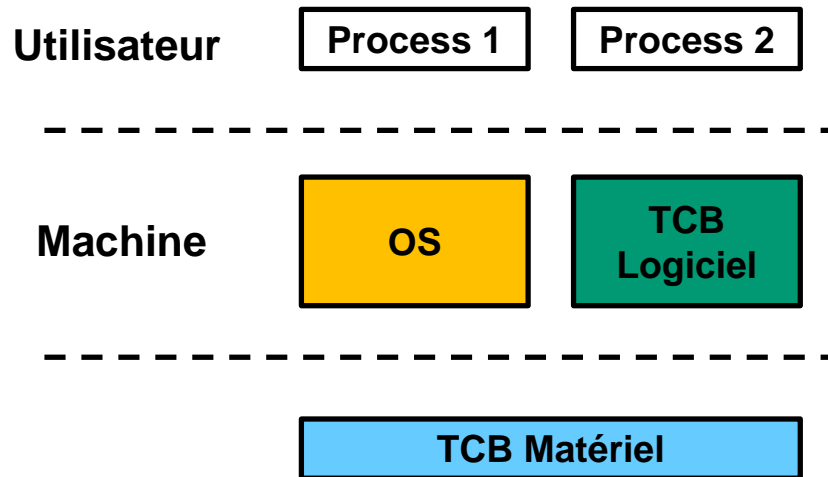 Utilisateur
Process 1
Process 2
Machine
OS
TCB
Logiciel
TCB Matériel